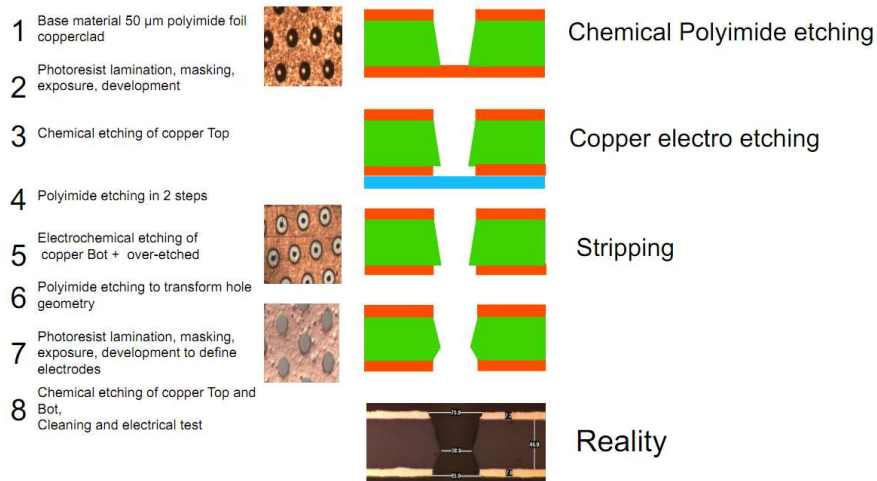 1 Base material 50 µm polyimide foil
copperclad
2 Photoresist lamination, masking,
exposure, development
3 Chemical etching of copper Top
4 Polyimide etching in 2 steps
5 Electrochemical etching of
copper Bot + over-etched
6 Polyimide etching to transform hole
geometry
7 Photoresist lamination, masking,
exposure, development to define
electrodes
8 Chemical etching of copper Top and
Bot,
Cleaning and electrical test
Chemical Polyimide etching
Copper electro etching
Stripping
Reality